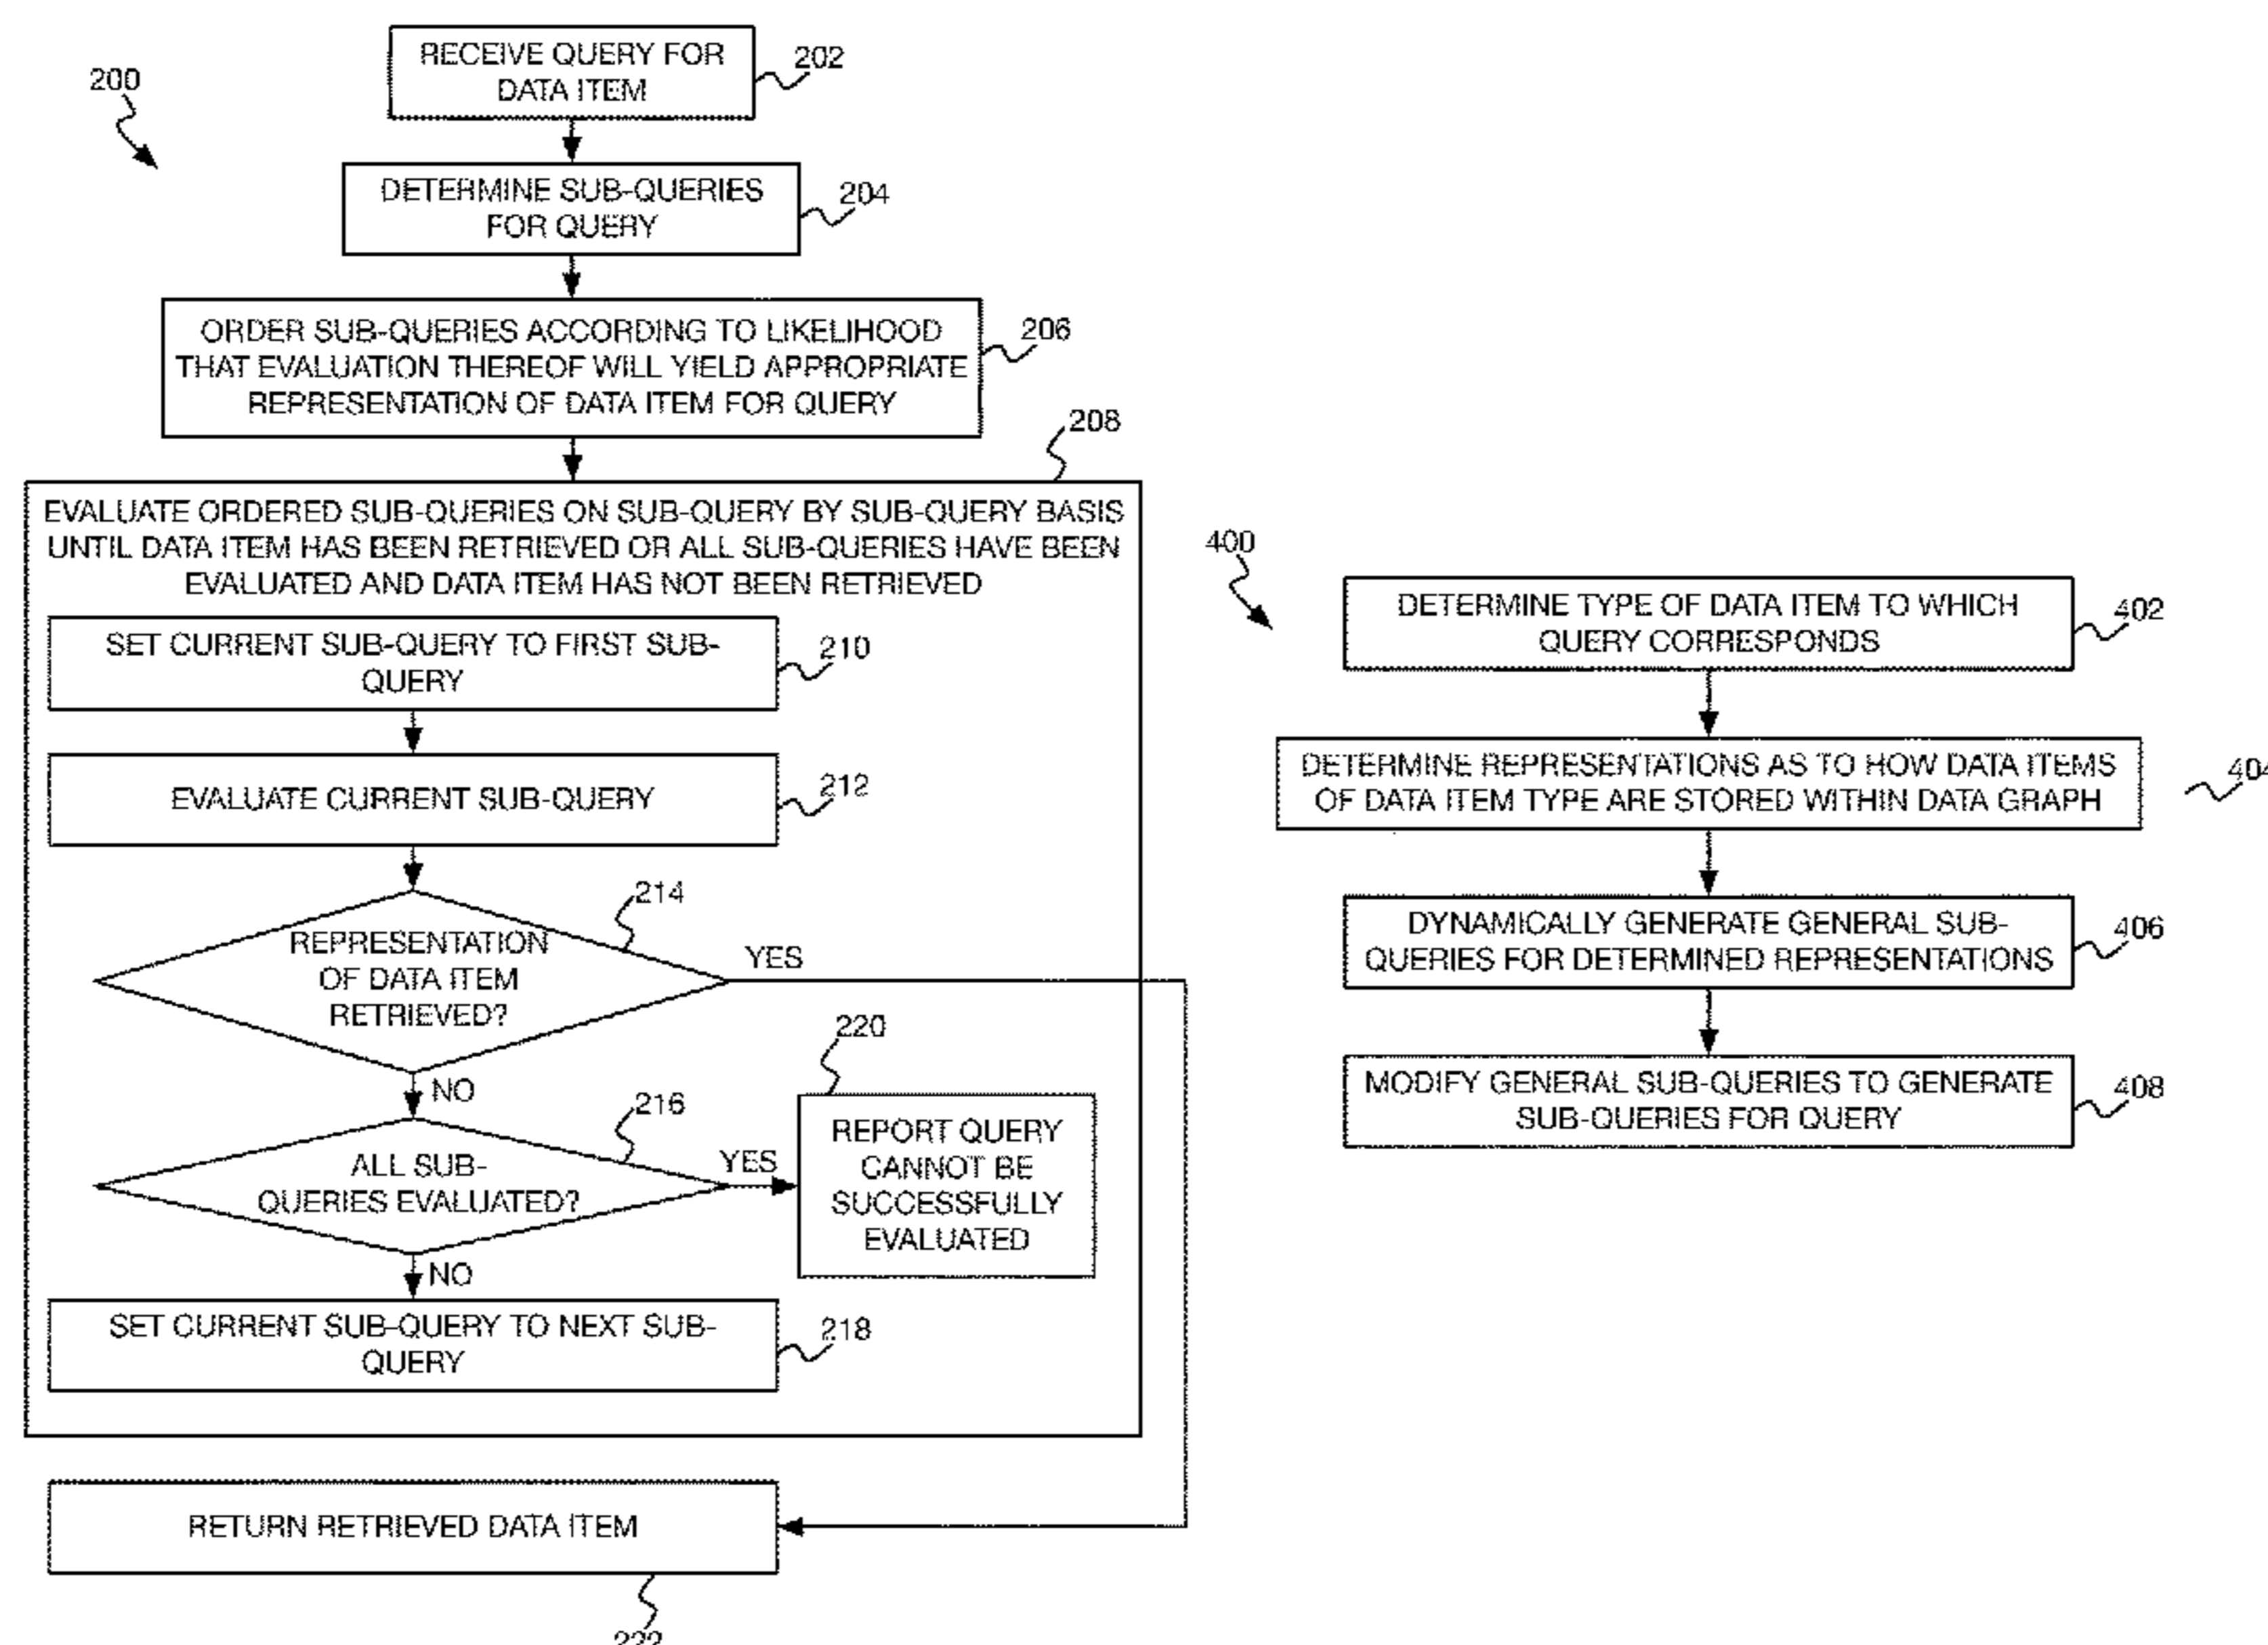 200
RECEIVE QUERY FOR
DATA ITEM
202
DETERMINE SUB-QUERIES
FOR QUERY
204
ORDER SUB-QUERIES ACCORDING TO LIKELIHOOD
THAT EVALUATION THEREOF WILL YIELD APPROPRIATE
REPRESENTATION OF DATA ITEM FOR QUERY
206
208
EVALUATE ORDERED SUB-QUERIES ON SUB-QUERY BY SUB-QUERY BASIS
UNTIL DATA ITEM HAS BEEN RETRIEVED OR ALL SUB-QUERIES HAVE BEEN
EVALUATED AND DATA ITEM HAS NOT BEEN RETRIEVED
SET CURRENT SUB-QUERY TO FIRST SUB-
QUERY
210
EVALUATE CURRENT SUB-QUERY
212
214
REPRESENTATION
OF DATA ITEM
RETRIEVED?
YES
NO
216
ALL SUB-
QUERIES EVALUATED?
YES
220
REPORT QUERY
CANNOT BE
SUCCESSFULLY
EVALUATED
NO
SET CURRENT SUB-QUERY TO NEXT SUB-
QUERY
218
RETURN RETRIEVED DATA ITEM
222
400
DETERMINE TYPE OF DATA ITEM TO WHICH
QUERY CORRESPONDS
402
DETERMINE REPRESENTATIONS AS TO HOW DATA ITEMS
OF DATA ITEM TYPE ARE STORED WITHIN DATA GRAPH
404
DYNAMICALLY GENERATE GENERAL SUB-
QUERIES FOR DETERMINED REPRESENTATIONS
406
MODIFY GENERAL SUB-QUERIES TO GENERATE
SUB-QUERIES FOR QUERY
408